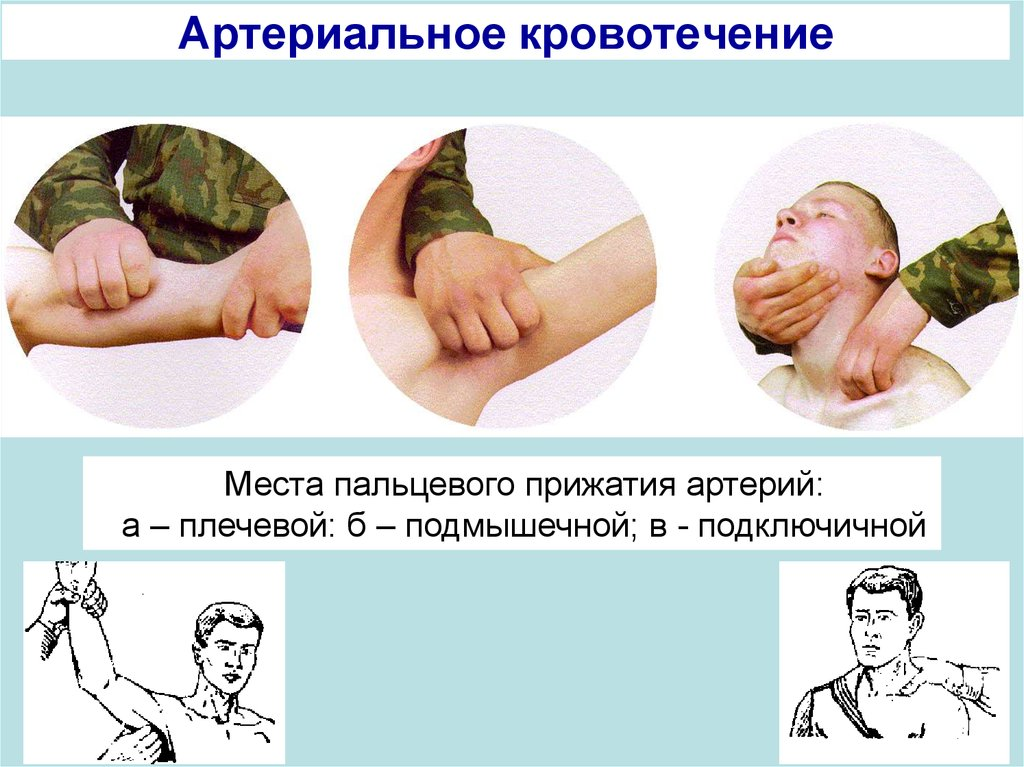 Артериальное кровотечение
Места пальцевого прижатия артерий:
а – плечевой: б – подмышечной; в - подключичной